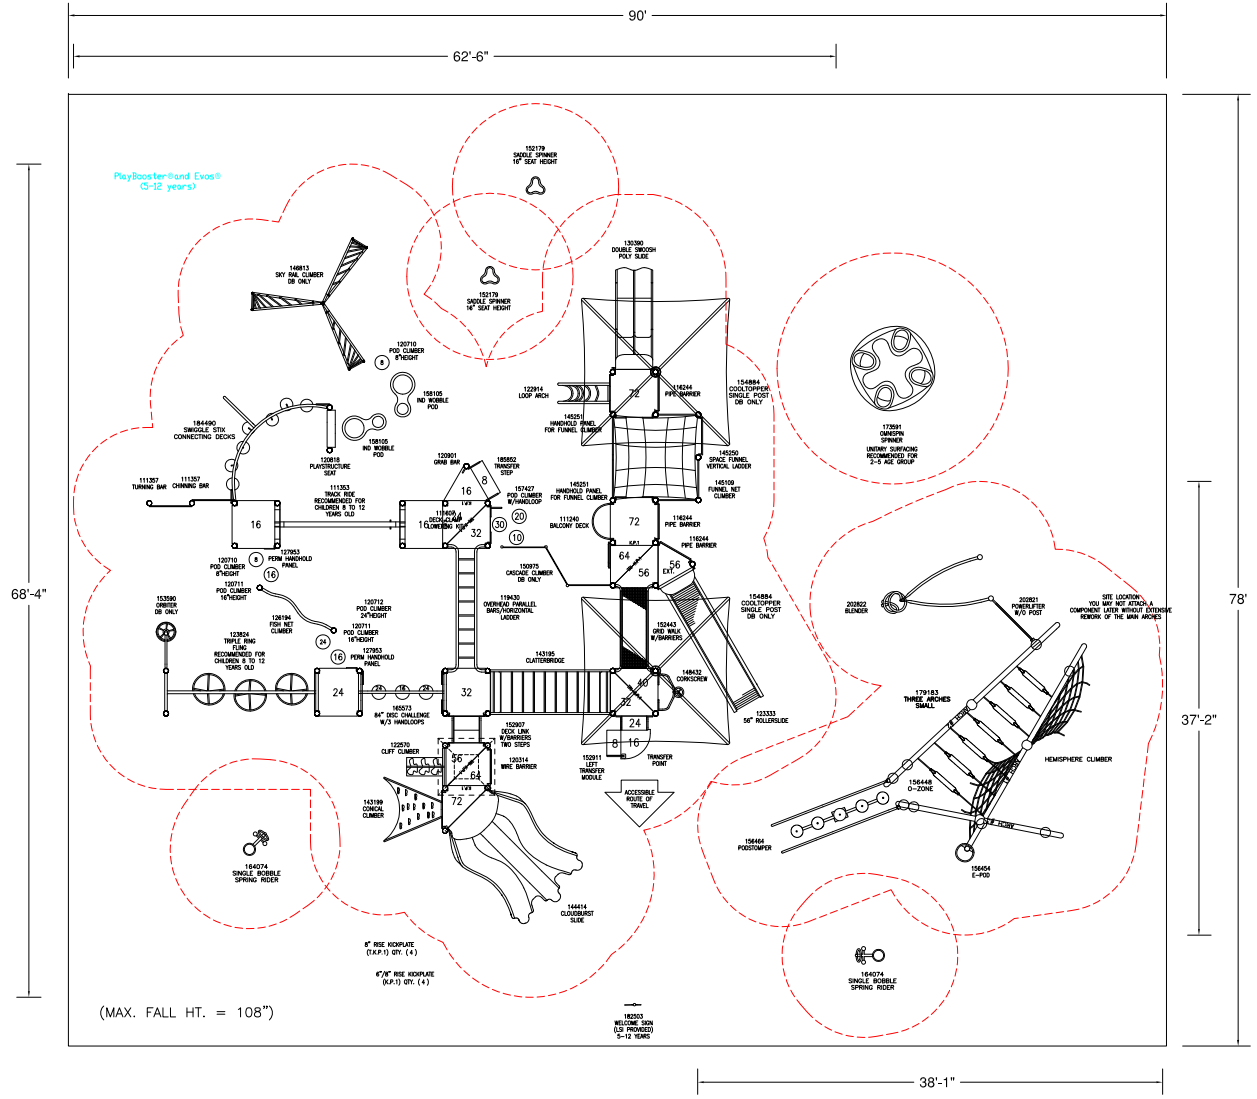 90'
62'-6"
PlayBooster®and Evos®
(5-12 years)
152179
SADDLE SPINNER
16" SEAT HEIGHT
130390
DOUBLE SWOOSH
POLY SLIDE
146813
SKY RAIL CLIMBER
DB ONLY
152179
SADDLE SPINNER
16" SEAT HEIGHT
120710
POD CLIMBER
8"HEIGHT
8
158105
IND WOBBLE
POD
122914
LOOP ARCH
72
116244
PIPE BARRIER
154884
COOLTOPPER
SINGLE POST
DB ONLY
184490
SWIGGLE STIX
CONNECTING DECKS
158105
IND WOBBLE
POD
145251
HANDHOLD PANEL
FOR FUNNEL CLIMBER
173591
OMNISPIN
SPINNER
UNITARY SURFACING
RECOMMENDED FOR
2-5 AGE GROUP
120818
PLAYSTRUCTURE
SEAT
120901
GRAB BAR
185852
TRANSFER
STEP
145250
SPACE FUNNEL
VERTICAL LADDER
111357
TURNING BAR
111357
CHINNING BAR
111353
TRACK RIDE
RECOMMENDED FOR
CHILDREN 8 TO 12
YEARS OLD
8
16
157427
POD CLIMBER
W/HANDLOOP
145251
HANDHOLD PANEL
FOR FUNNEL CLIMBER
145109
FUNNEL NET
CLIMBER
16
16
32
30
20
10
111240
BALCONY DECK
72
116244
PIPE BARRIER
K.P.1
120710
POD CLIMBER
8"HEIGHT
8
127953
PERM HANDHOLD
PANEL
16
150975
CASCADE CLIMBER
DB ONLY
64
56
EXT.
56
116244
PIPE BARRIER
120711
POD CLIMBER
16"HEIGHT
68'-4"
78'
153590
ORBITER
DB ONLY
126194
FISH NET
CLIMBER
120712
POD CLIMBER
24"HEIGHT
120711
POD CLIMBER
16"HEIGHT
24
119430
OVERHEAD PARALLEL
BARS/HORIZONTAL
LADDER
154884
COOLTOPPER
SINGLE POST
DB ONLY
202822
BLENDER
202821
POWERLIFTER
W/O POST
SITE LOCATION
YOU MAY NOT ATTACH A
COMPONENT LATER WITHOUT EXTENSIVE
REWORK OF THE MAIN ARCHES
123824
TRIPLE RING
FLING
RECOMMENDED FOR
CHILDREN 8 TO 12
YEARS OLD
16
127953
PERM HANDHOLD
PANEL
152443
GRID WALK
W/BARRIERS
143195
CLATTERBRIDGE
148432
CORKSCREW
24
24
16
24
32
40
32
24
165573
84" DISC CHALLENGE
W/3 HANDLOOPS
123333
56" ROLLERSLIDE
179183
THREE ARCHES
SMALL
37'-2"
152907
DECK LINK
W/BARRIERS
TWO STEPS
8
16
122570
CLIFF CLIMBER
56
64
120314
WIRE BARRIER
152911
LEFT
TRANSFER
MODULE
TRANSFER
POINT
HEMISPHERE CLIMBER
156448
O-ZONE
ACCESSIBLE
ROUTE OF
TRAVEL
72
143199
CONICAL
CLIMBER
156464
PODSTOMPER
156454
E-POD
164074
SINGLE BOBBLE
SPRING RIDER
144414
CLOUDBURST
SLIDE
8" RISE KICKPLATE
(T.K.P.1) QTY. ( 4 )
6"/8" RISE KICKPLATE
(K.P.1) QTY. ( 4 )
164074
SINGLE BOBBLE
SPRING RIDER
(MAX. FALL HT. = 108")
182503
WELCOME SIGN
(LSI PROVIDED)
5-12 YEARS
38'-1"